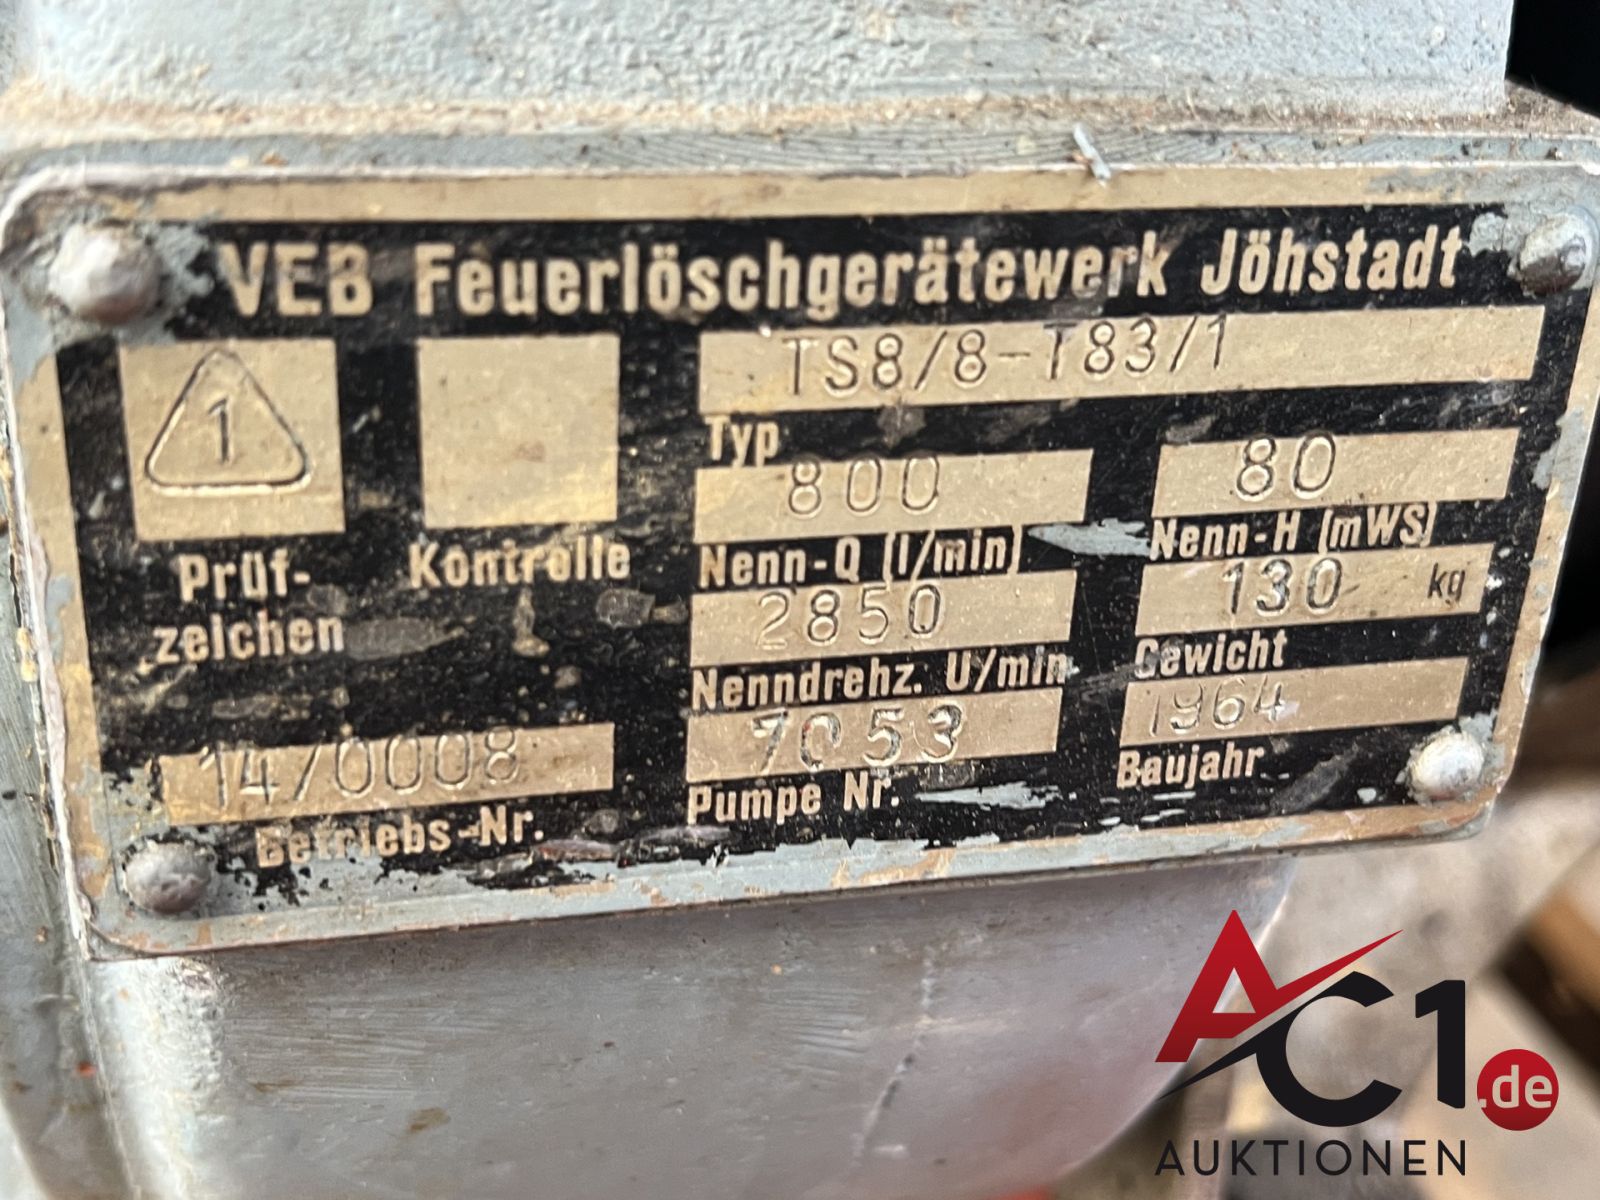 VEB Feuerlöschgerätewerk Jöhstadt
TS8/8-T83/1
Typ
1
Prüf-
zeichen
Kontrolle
800
Nenn-Q (l/min)
80
Nenn-H (mWS)
2850
Nenndrehz. U/min
130 kg
Gewicht
14/0008
Betriebs-Nr.
7053
Pumpe Nr.
1964
Baujahr
AC1.de
AUKTIONEN